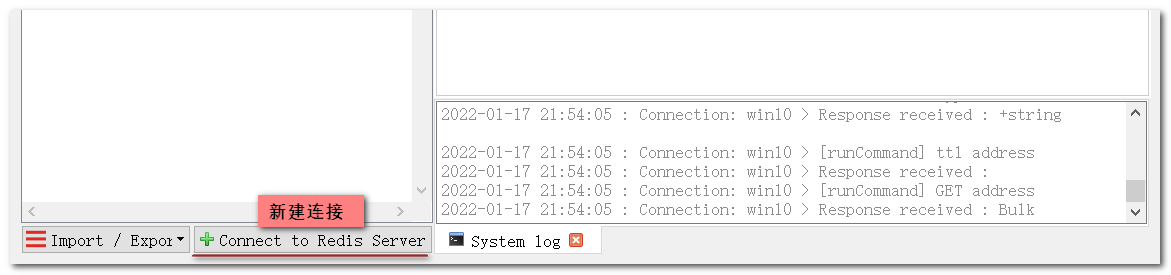 2022-01-17 21:54:05 : Connection: win10 > Response received : +string
2022-01-17 21:54:05 : Connection: win10 > [runCommand] ttl address
2022-01-17 21:54:05 : Connection: win10 > Response received :
2022-01-17 21:54:05 : Connection: win10 > [runCommand] GET address
2022-01-17 21:54:05 : Connection: win10 > Response received : Bulk
新建连接
Import / Expor
Connect to Redis Server
System log